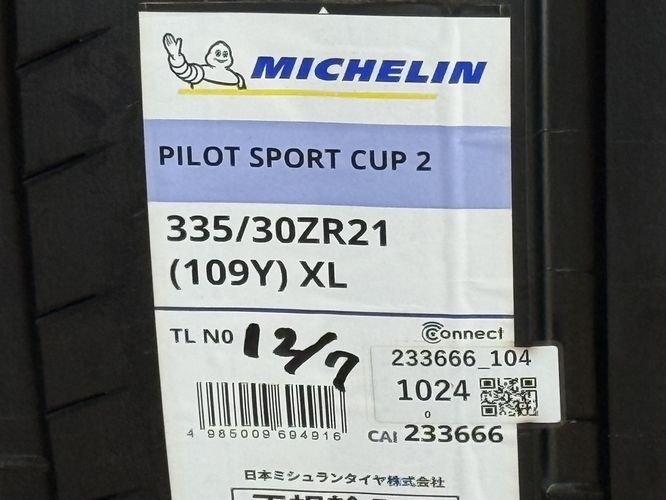 MICHELIN
PILOT SPORT CUP 2
335/30ZR21
(109Y) XL
TL N0 12/7
Connect
233666_104
1024
0
4 985009 694916
CAI 233666
日本ミシュランタイヤ株式会社